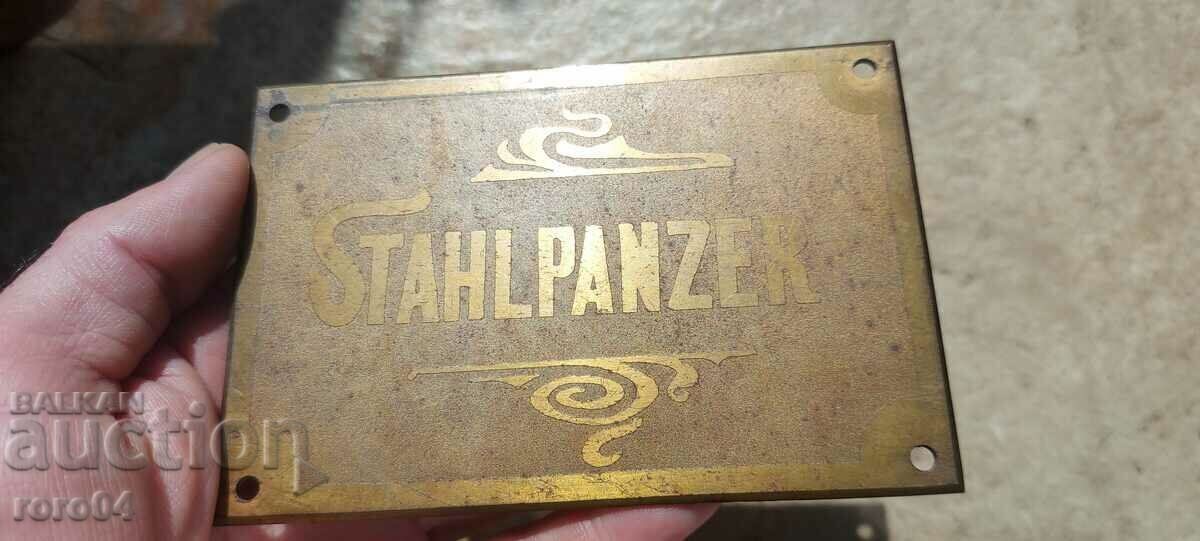 STAHLPANZER
BALKAN
auction
roro04